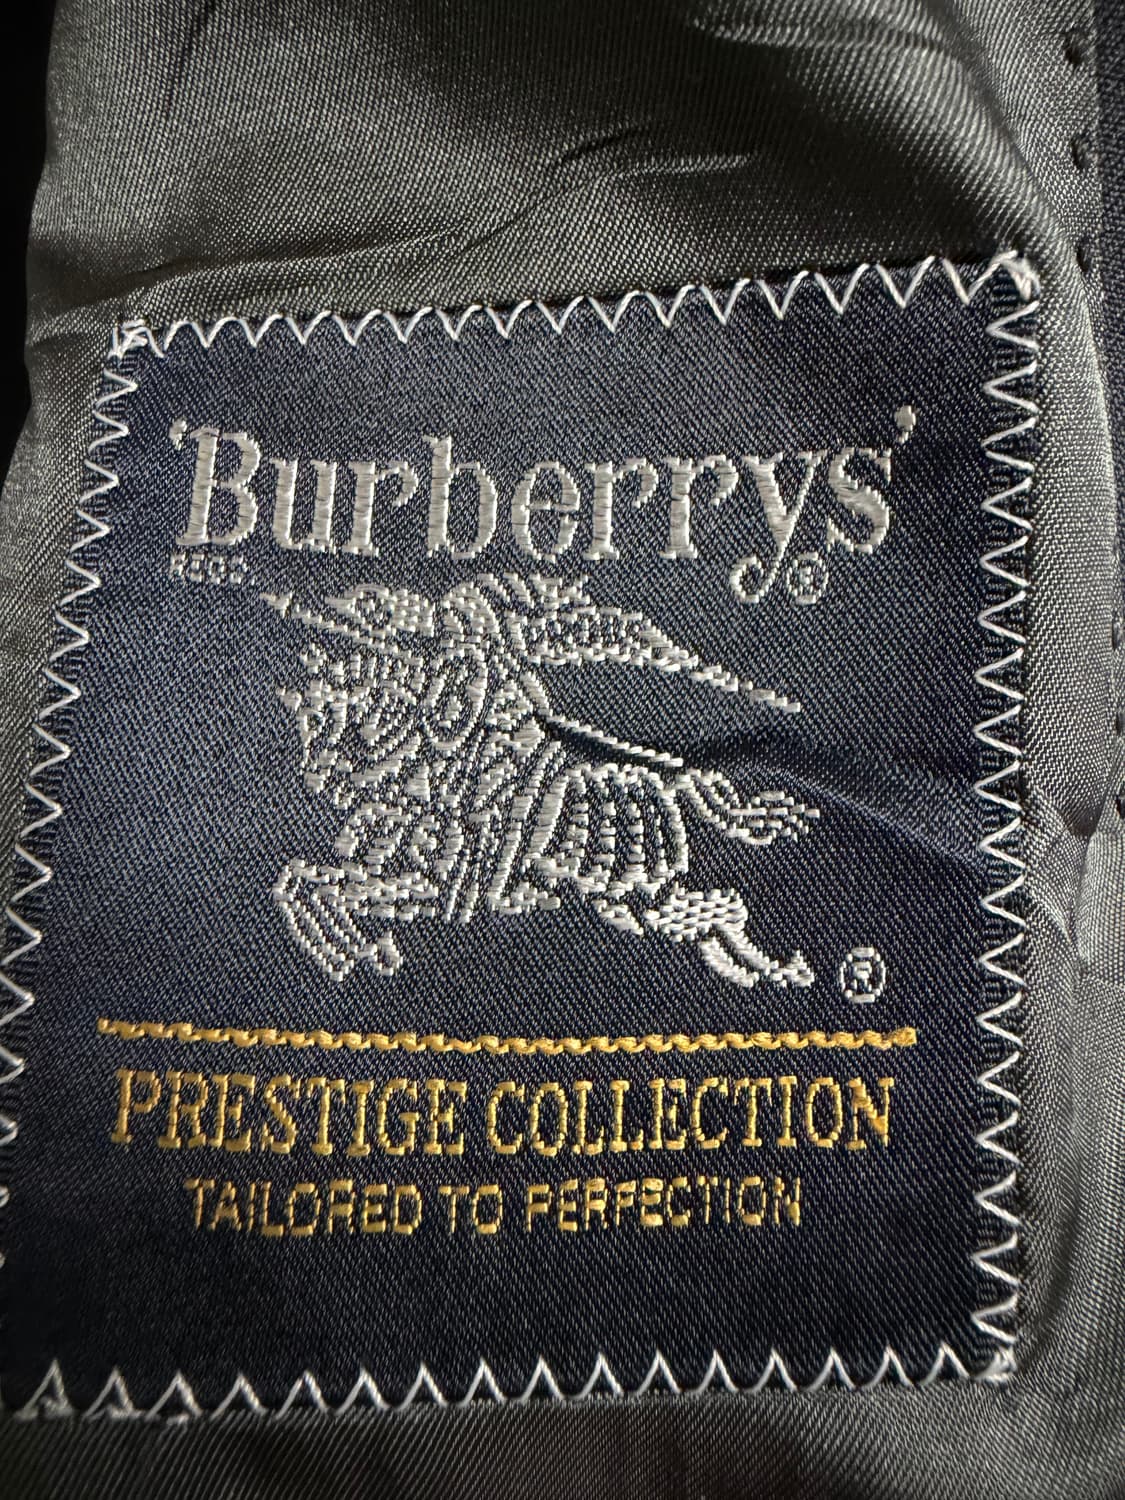 'Burberrys'
REGD. ®
®
PRESTIGE COLLECTION
TAILORED TO PERFECTION